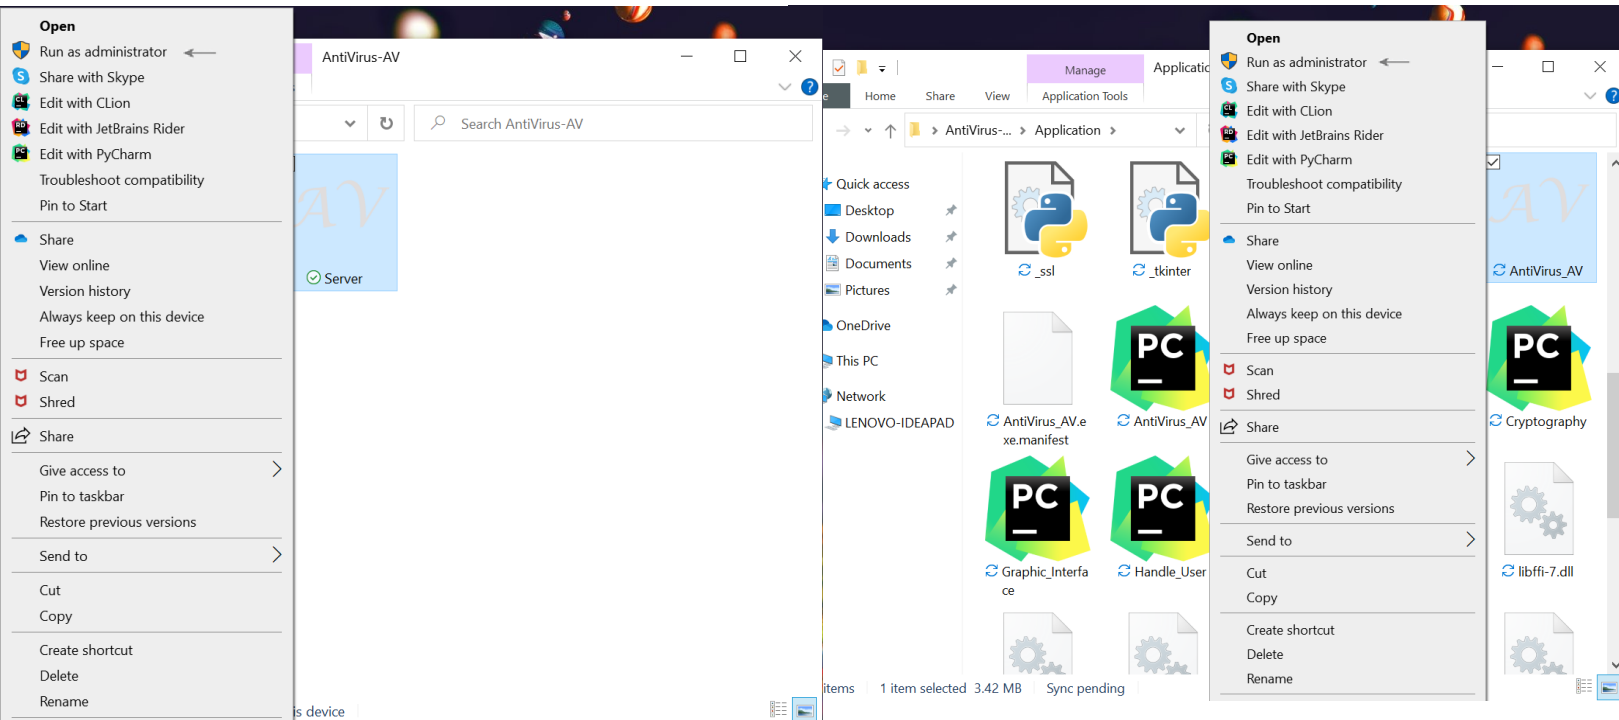 Open
Run as administrator
Share with Skype
Edit with CLion
Edit with JetBrains Rider
Edit with PyCharm
Troubleshoot compatibility
Pin to Start
Share
View online
Version history
Always keep on this device
Free up space
Scan
Shred
Share
Give access to
Pin to taskbar
Restore previous versions
Send to
Cut
Copy
Create shortcut
Delete
Rename
AntiVirus-AV
Search AntiVirus-AV
AV
Server
is device
Manage
Applicatic
e Home Share View Application Tools
AntiVirus-... > Application >
Quick access
Desktop
Downloads
Documents
Pictures
OneDrive
This PC
Network
LENOVO-IDEAPAD
_ssl
_tkinter
AntiVirus_AV.e
xe.manifest
AntiVirus_AV
PC
PC
Graphic_Interfa
ce
PC
Handle_User
items 1 item selected 3.42 MB Sync pending
Open
Run as administrator
Share with Skype
Edit with CLion
Edit with JetBrains Rider
Edit with PyCharm
Troubleshoot compatibility
Pin to Start
Share
View online
Version history
Always keep on this device
Free up space
Scan
Shred
Share
Give access to
Pin to taskbar
Restore previous versions
Send to
Cut
Copy
Create shortcut
Delete
Rename
AV
AntiVirus_AV
PC
Cryptography
libffi-7.dll